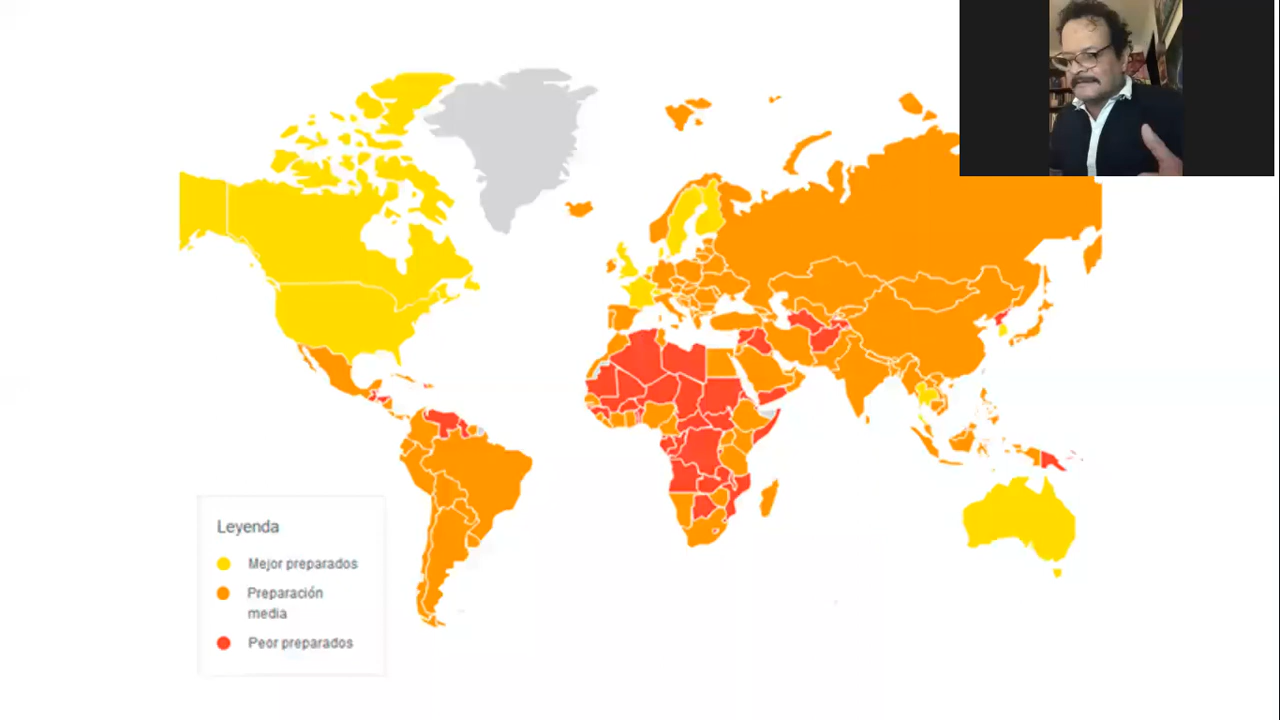 Leyenda
Mejor preparados
Preparación
media
Peor preparados